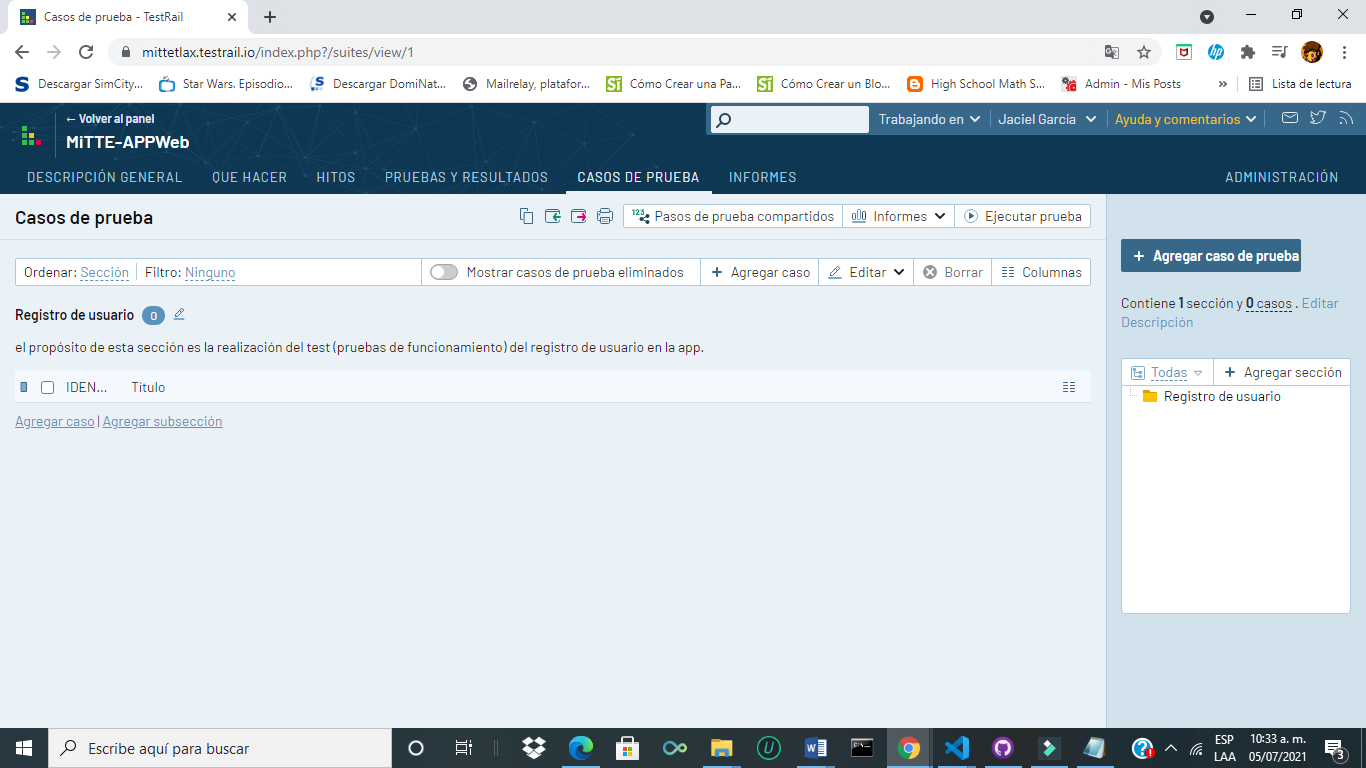 Casos de prueba - TestRail
mittetlax.testrail.io/index.php?/suites/view/1
Descargar SimCity... Star Wars. Episodio... Descargar DomiNat... Mailrelay, platafor... Cómo Crear una Pa... Cómo Crear un Blo... High School Math S... Admin - Mis Posts » Lista de lectura
← Volver al panel
MiTTE-APPWeb
Trabajando en Jaciel García Ayuda y comentarios
DESCRIPCIÓN GENERAL QUE HACER HITOS PRUEBAS Y RESULTADOS CASOS DE PRUEBA INFORMES ADMINISTRACIÓN
Casos de prueba
Pasos de prueba compartidos Informes Ejecutar prueba
Ordenar: Sección Filtro: Ninguno Mostrar casos de prueba eliminados + Agregar caso Editar Borrar Columnas
Registro de usuario 0
el propósito de esta sección es la realización del test (pruebas de funcionamiento) del registro de usuario en la app.
IDEN... Título
Agregar caso | Agregar subsección
+ Agregar caso de prueba
Contiene 1 sección y 0 casos . Editar
Descripción
Todas + Agregar sección
Registro de usuario
Escribe aquí para buscar
ESP
LAA
10:33 a. m.
05/07/2021
3